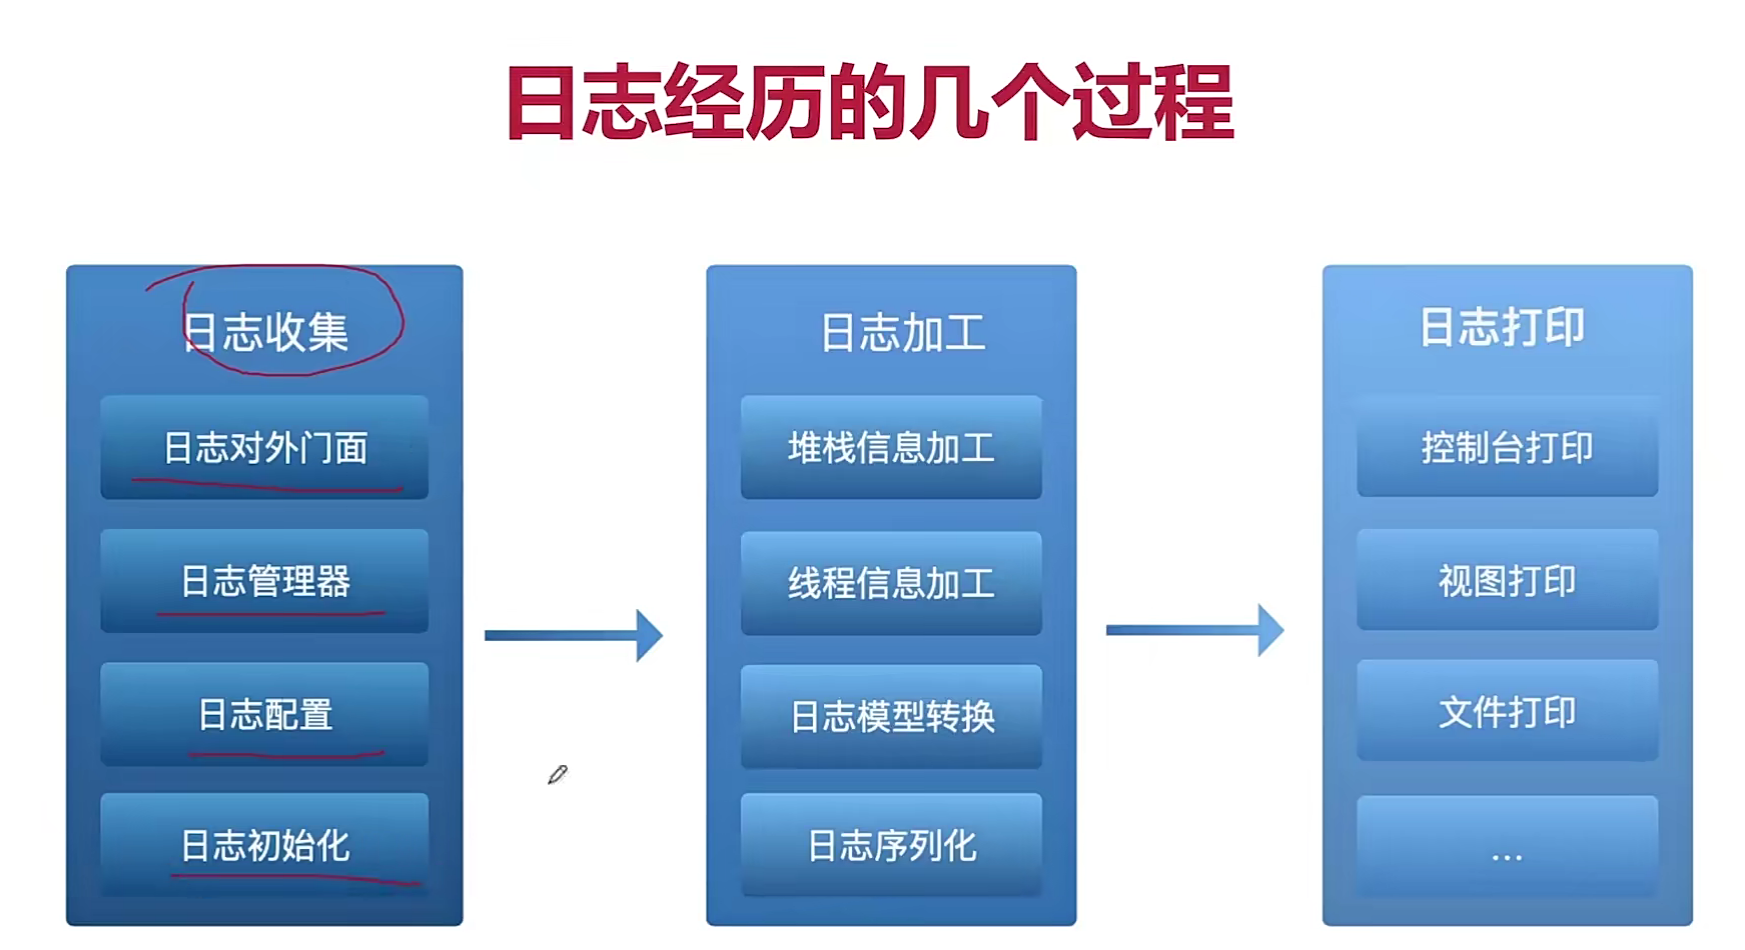 日志经历的几个过程
日志收集
日志对外门面
日志管理器
日志配置
日志初始化
日志加工
堆栈信息加工
线程信息加工
日志模型转换
日志序列化
日志打印
控制台打印
视图打印
文件打印
...